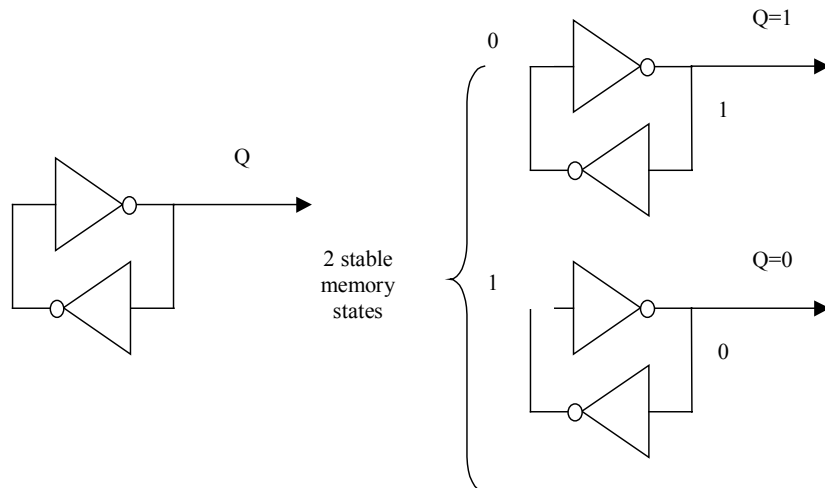 Q
2 stable
memory
states
0
Q=1
1
1
Q=0
0